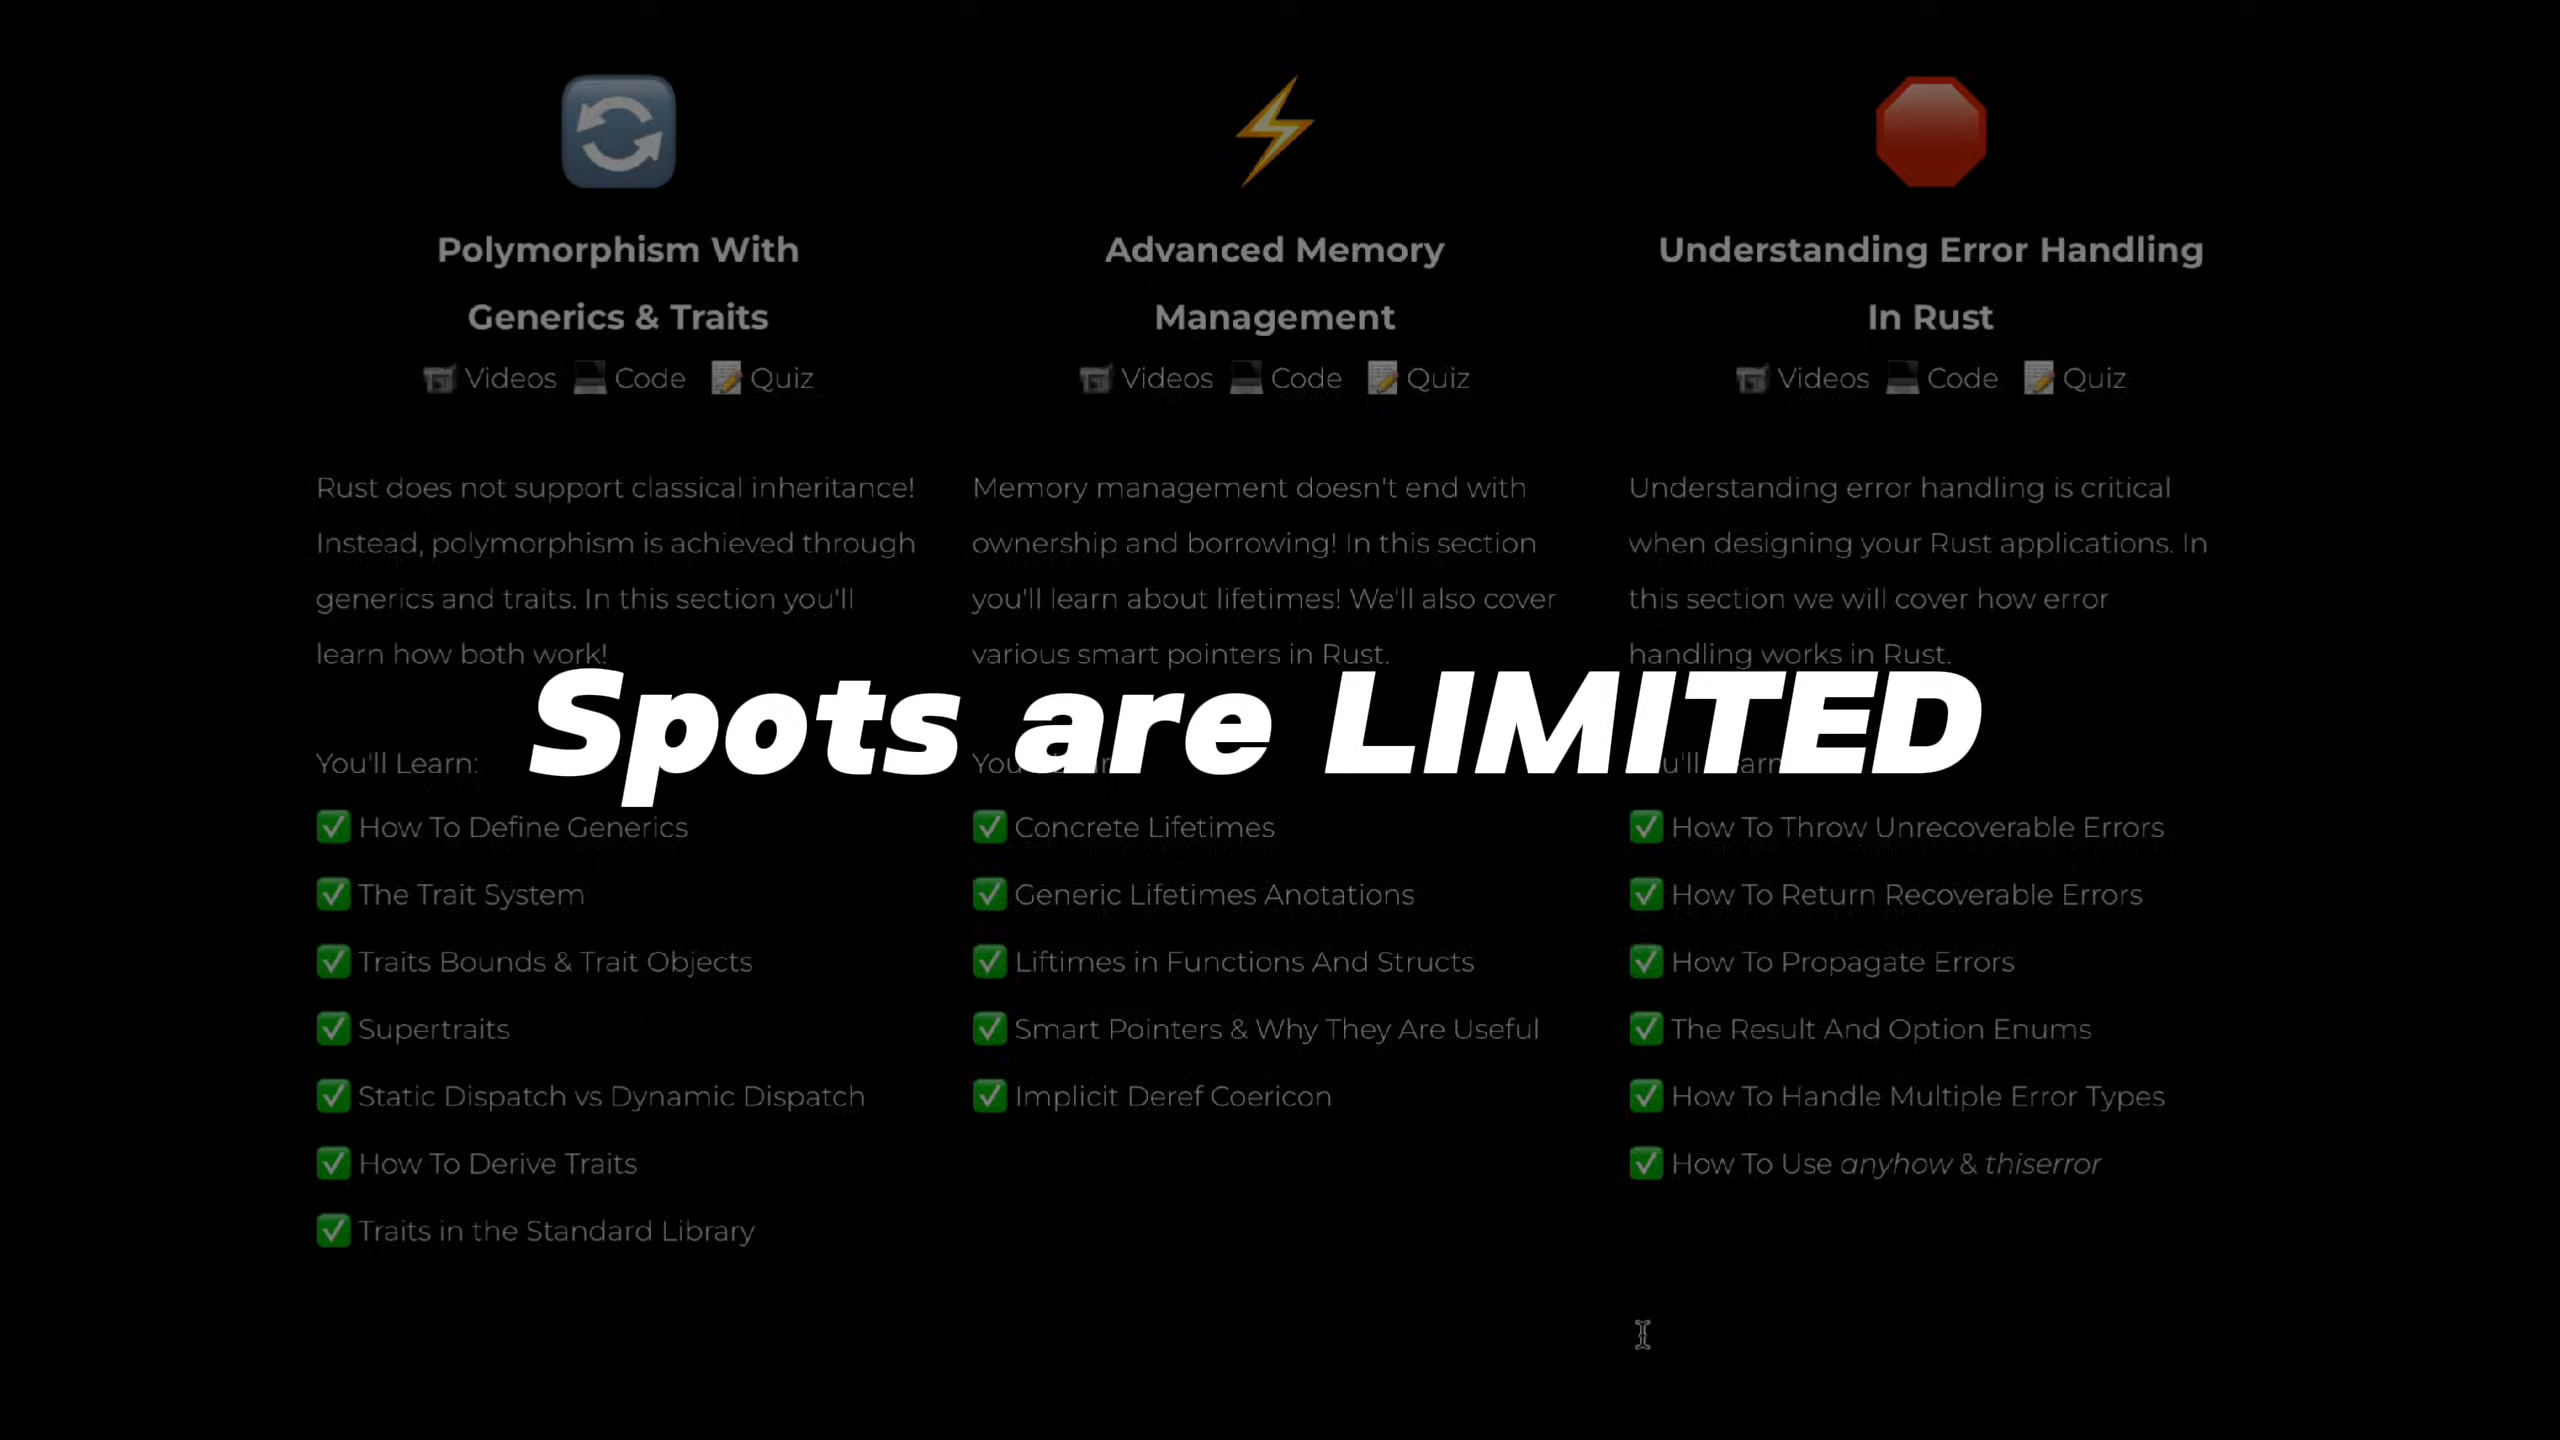 Polymorphism With
Generics & Traits
Videos Code Quiz
Rust does not support classical inheritance!
Instead, polymorphism is achieved through
generics and traits. In this section you'll
learn how both work!
You'll Learn:
How To Define Generics
The Trait System
Traits Bounds & Trait Objects
Supertraits
Static Dispatch vs Dynamic Dispatch
How To Derive Traits
Traits in the Standard Library
Advanced Memory
Management
Videos Code Quiz
Memory management doesn't end with
ownership and borrowing! In this section
you'll learn about lifetimes! We'll also cover
various smart pointers in Rust.
Concrete Lifetimes
Generic Lifetimes Anotations
Liftimes in Functions And Structs
Smart Pointers & Why They Are Useful
Implicit Deref Coericon
Understanding Error Handling
In Rust
Videos Code Quiz
Understanding error handling is critical
when designing your Rust applications. In
this section we will cover how error
handling works in Rust.
How To Throw Unrecoverable Errors
How To Return Recoverable Errors
How To Propagate Errors
The Result And Option Enums
How To Handle Multiple Error Types
How To Use anyhow & thiserror
Spots are LIMITED